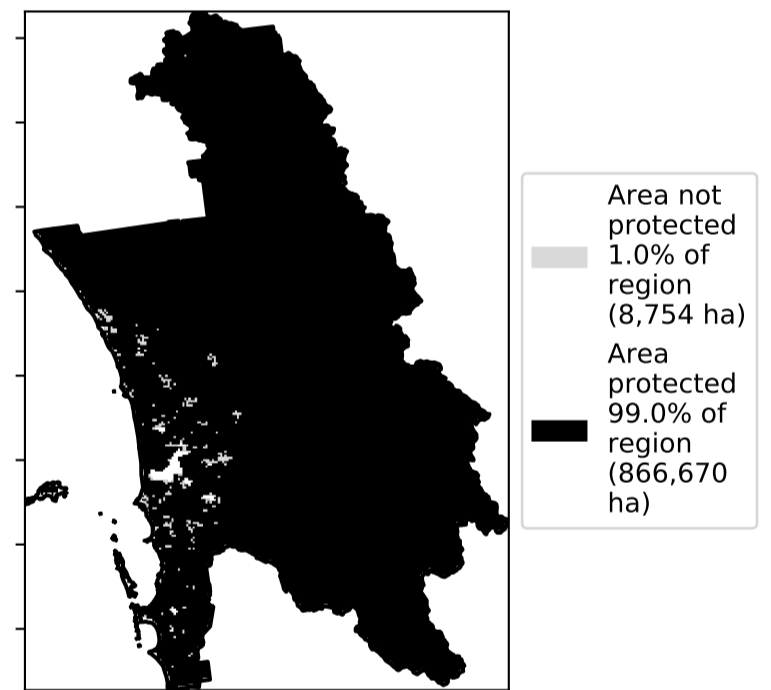 Area not
protected
1.0% of
region
(8,754 ha)
Area
protected
99.0% of
region
(866,670
ha)